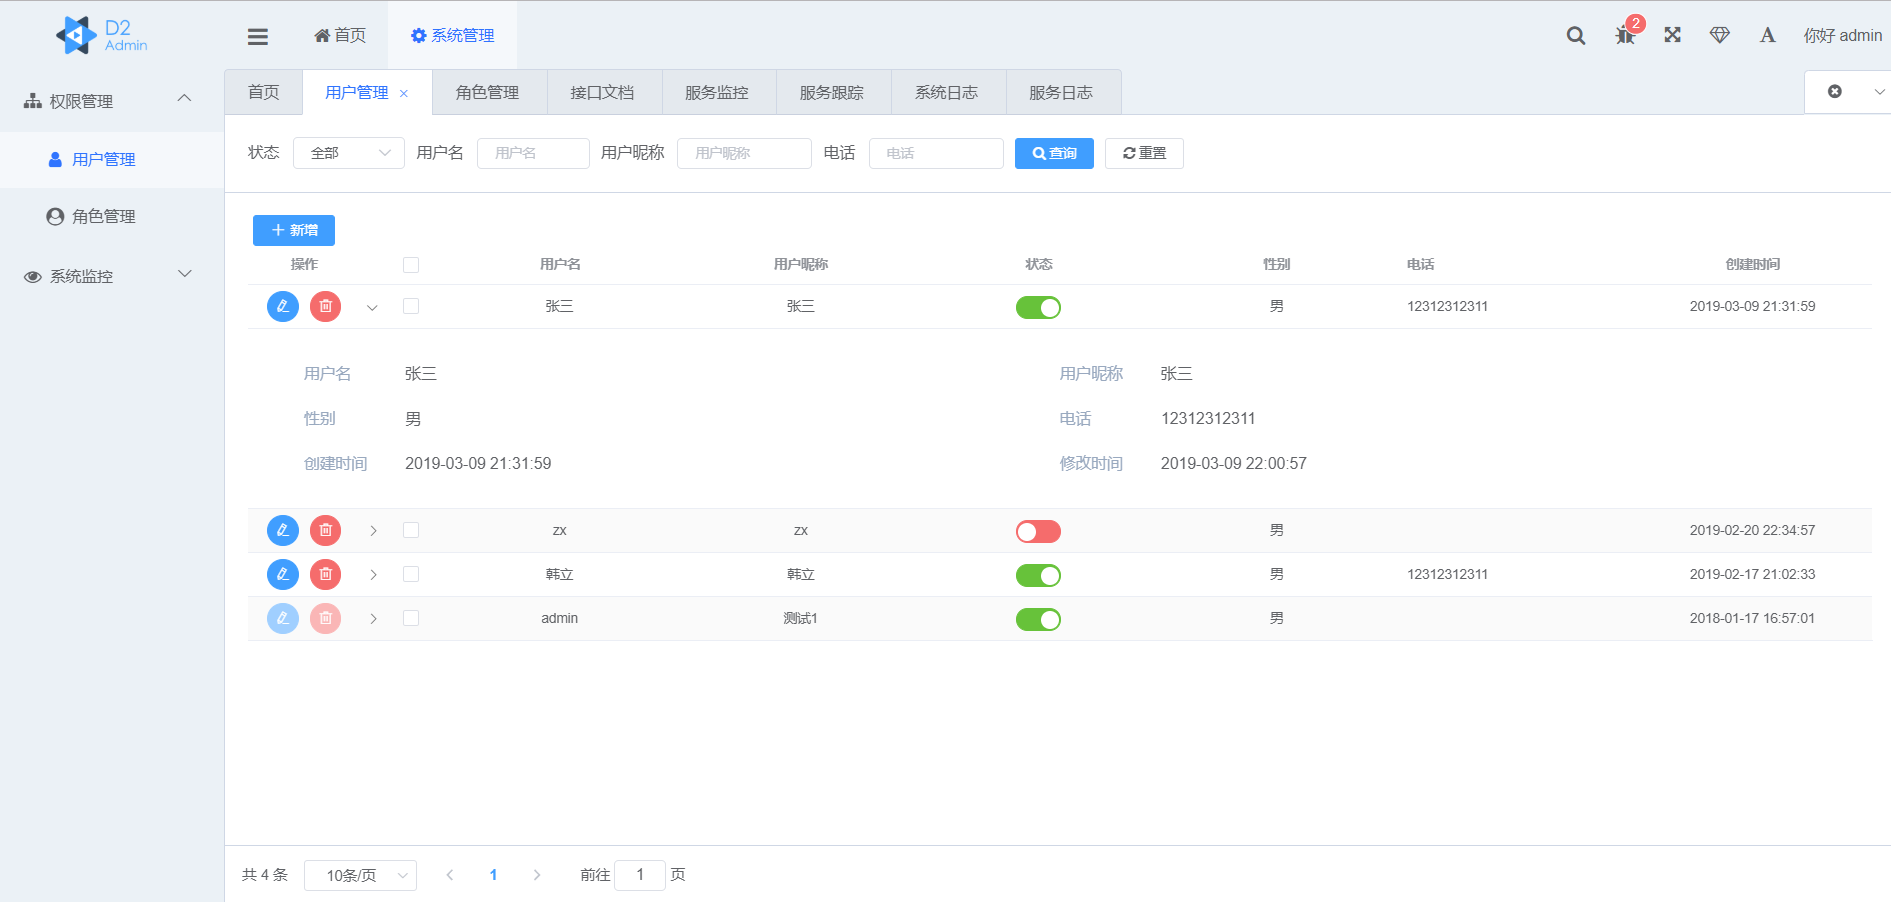 D2
Admin
首页
系统管理
2
你好 admin
首页
用户管理
角色管理
接口文档
服务监控
服务跟踪
系统日志
服务日志
权限管理
用户管理
角色管理
系统监控
状态 全部 用户名 用户名 用户昵称 用户昵称 电话 电话 查询 重置
新增
操作 用户名 用户昵称 状态 性别 电话 创建时间
张三 张三 男 12312312311 2019-03-09 21:31:59
用户名 张三 用户昵称 张三
性别 男 电话 12312312311
创建时间 2019-03-09 21:31:59 修改时间 2019-03-09 22:00:57
zx zx 男 2019-02-20 22:34:57
韩立 韩立 男 12312312311 2019-02-17 21:02:33
admin 测试1 男 2018-01-17 16:57:01
共 4 条 10条/页 1 前往 1 页